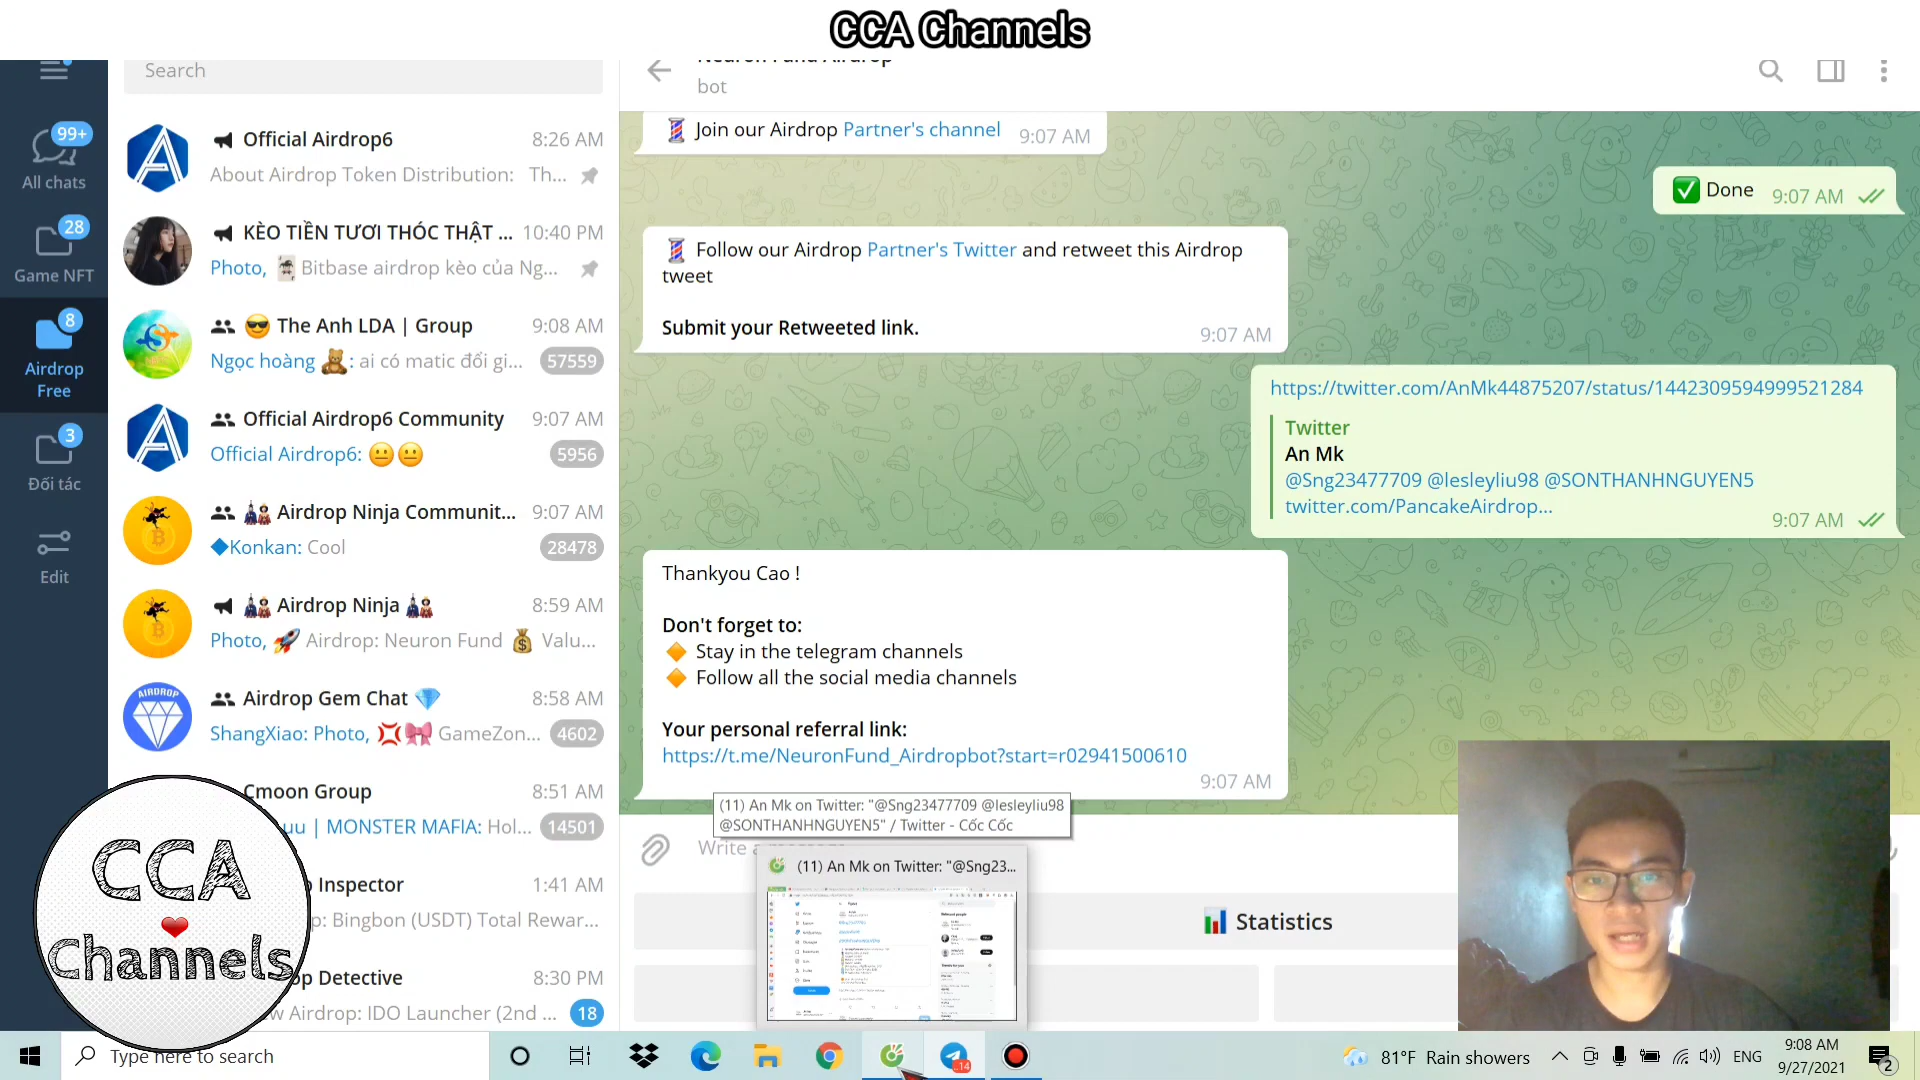 CCA Channels
Search
Neuron Fund Airdrop
bot
99+
All chats
28
Game NFT
8
Airdrop
Free
3
Đối tác
Edit
Official Airdrop6
8:26 AM
About Airdrop Token Distribution: Th...
KÈO TIỀN TƯƠI THÓC THẬT ...
10:40 PM
Photo, Bitbase airdrop kèo của Ng...
The Anh LDA | Group
9:08 AM
Ngọc hoàng : ai có matic đổi gi...
57559
Official Airdrop6 Community
9:07 AM
Official Airdrop6:
5956
Airdrop Ninja Communit...
9:07 AM
Konkan: Cool
28478
Airdrop Ninja
8:59 AM
Photo, Airdrop: Neuron Fund Valu...
AIRDROP
Airdrop Gem Chat
8:58 AM
ShangXiao: Photo, GameZon...
4602
Cmoon Group
8:51 AM
uu | MONSTER MAFIA: Hol...
14501
p Inspector
1:41 AM
p: Bingbon (USDT) Total Rewar...
op Detective
8:30 PM
w Airdrop: IDO Launcher (2nd ...
18
CCA
Channels
Join our Airdrop Partner's channel
9:07 AM
Done 9:07 AM
Follow our Airdrop Partner's Twitter and retweet this Airdrop
tweet
Submit your Retweeted link.
9:07 AM
https://twitter.com/AnMk44875207/status/1442309594999521284
Twitter
An Mk
@Sng23477709 @lesleyliu98 @SONTHANHNGUYEN5
twitter.com/PancakeAirdrop...
9:07 AM
Thankyou Cao !
Don't forget to:
Stay in the telegram channels
Follow all the social media channels
Your personal referral link:
https://t.me/NeuronFund_Airdropbot?start=r02941500610
9:07 AM
(11) An Mk on Twitter: "@Sng23477709 @lesleyliu98
@SONTHANHNGUYEN5" / Twitter - Cốc Cốc
Write a
(11) An Mk on Twitter: "@Sng23...
Statistics
Type here to search
..14
81°F Rain showers
ENG
9:08 AM
9/27/2021
2